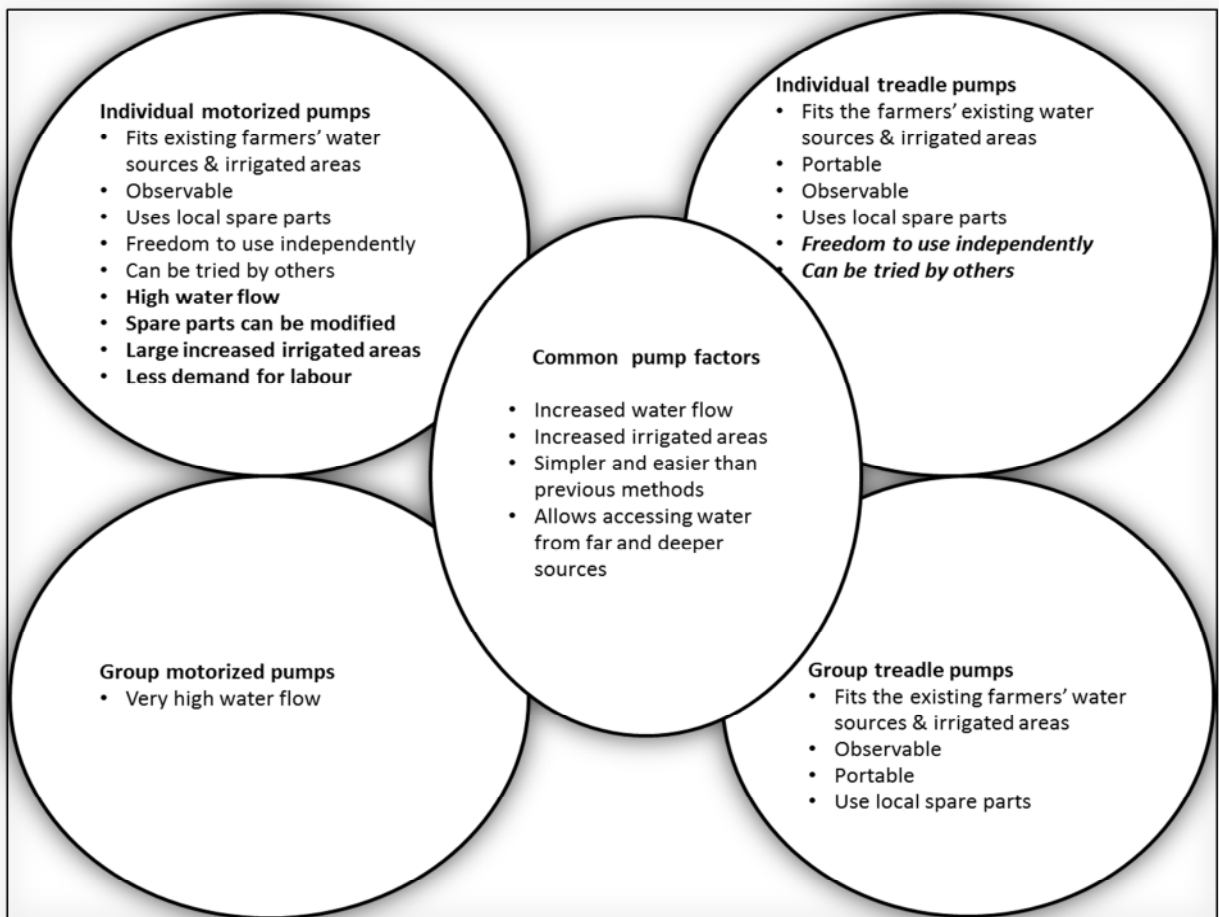 Individual motorized pumps
• Fits existing farmers' water
sources & irrigated areas
• Observable
• Uses local spare parts
• Freedom to use independently
• Can be tried by others
• High water flow
• Spare parts can be modified
• Large increased irrigated areas
• Less demand for labour
Individual treadle pumps
• Fits the farmers' existing water
sources & irrigated areas
• Portable
• Observable
• Uses local spare parts
• Freedom to use independently
• Can be tried by others
Common pump factors
• Increased water flow
• Increased irrigated areas
• Simpler and easier than
previous methods
• Allows accessing water
from far and deeper
sources
Group motorized pumps
• Very high water flow
Group treadle pumps
• Fits the existing farmers' water
sources & irrigated areas
• Observable
• Portable
• Use local spare parts